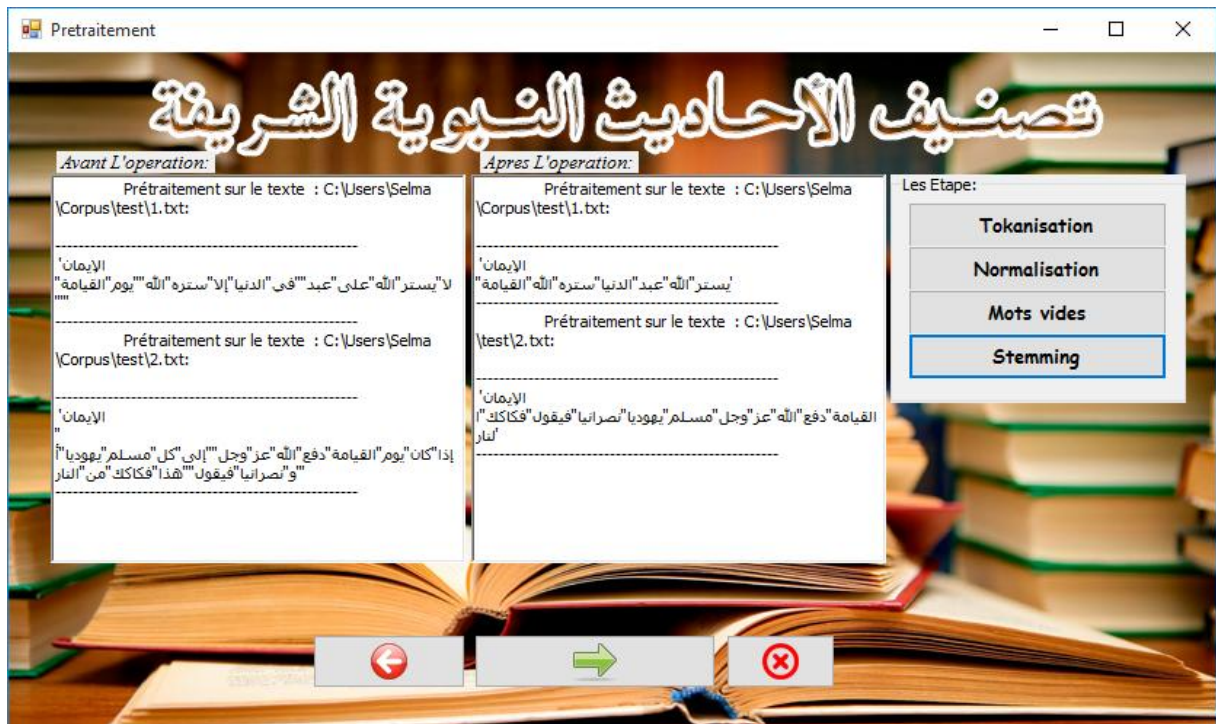 Pretraitement
تصنيف الأحاديث النبوية الشريفة
Avant L'operation:
Prétraitement sur le texte : C:\Users\Selma
\Corpus\test\1.txt:
------------------------------------------------------
'الإيمان
"لا"يستر"الله"على"عبد""في"الدنيا"إلا"ستره"الله""يوم"القيامة
"""
------------------------------------------------------
Prétraitement sur le texte : C:\Users\Selma
\Corpus\test\2.txt:
------------------------------------------------------
'الإيمان
"
إذا"كان"يوم"القيامة"دفع"الله"عز"وجل""إلى"كل"مسلم"يهوديا"أ
و"نصرانيا"فيقول""هذا"فكاكك"من"النار""
------------------------------------------------------
Apres L'operation:
Prétraitement sur le texte : C:\Users\Selma
\Corpus\test\1.txt:
------------------------------------------------------
'الإيمان
"يستر"الله"عبد"الدنيا"ستره"الله"القيامة'
------------------------------------------------------
Prétraitement sur le texte : C:\Users\Selma
\test\2.txt:
------------------------------------------------------
'الإيمان
القيامة"دفع"الله"عز"وجل"مسلم"يهوديا"نصرانيا"فيقول"فكاكك"ا
لنار'
------------------------------------------------------
Les Etape:
Tokanisation
Normalisation
Mots vides
Stemming